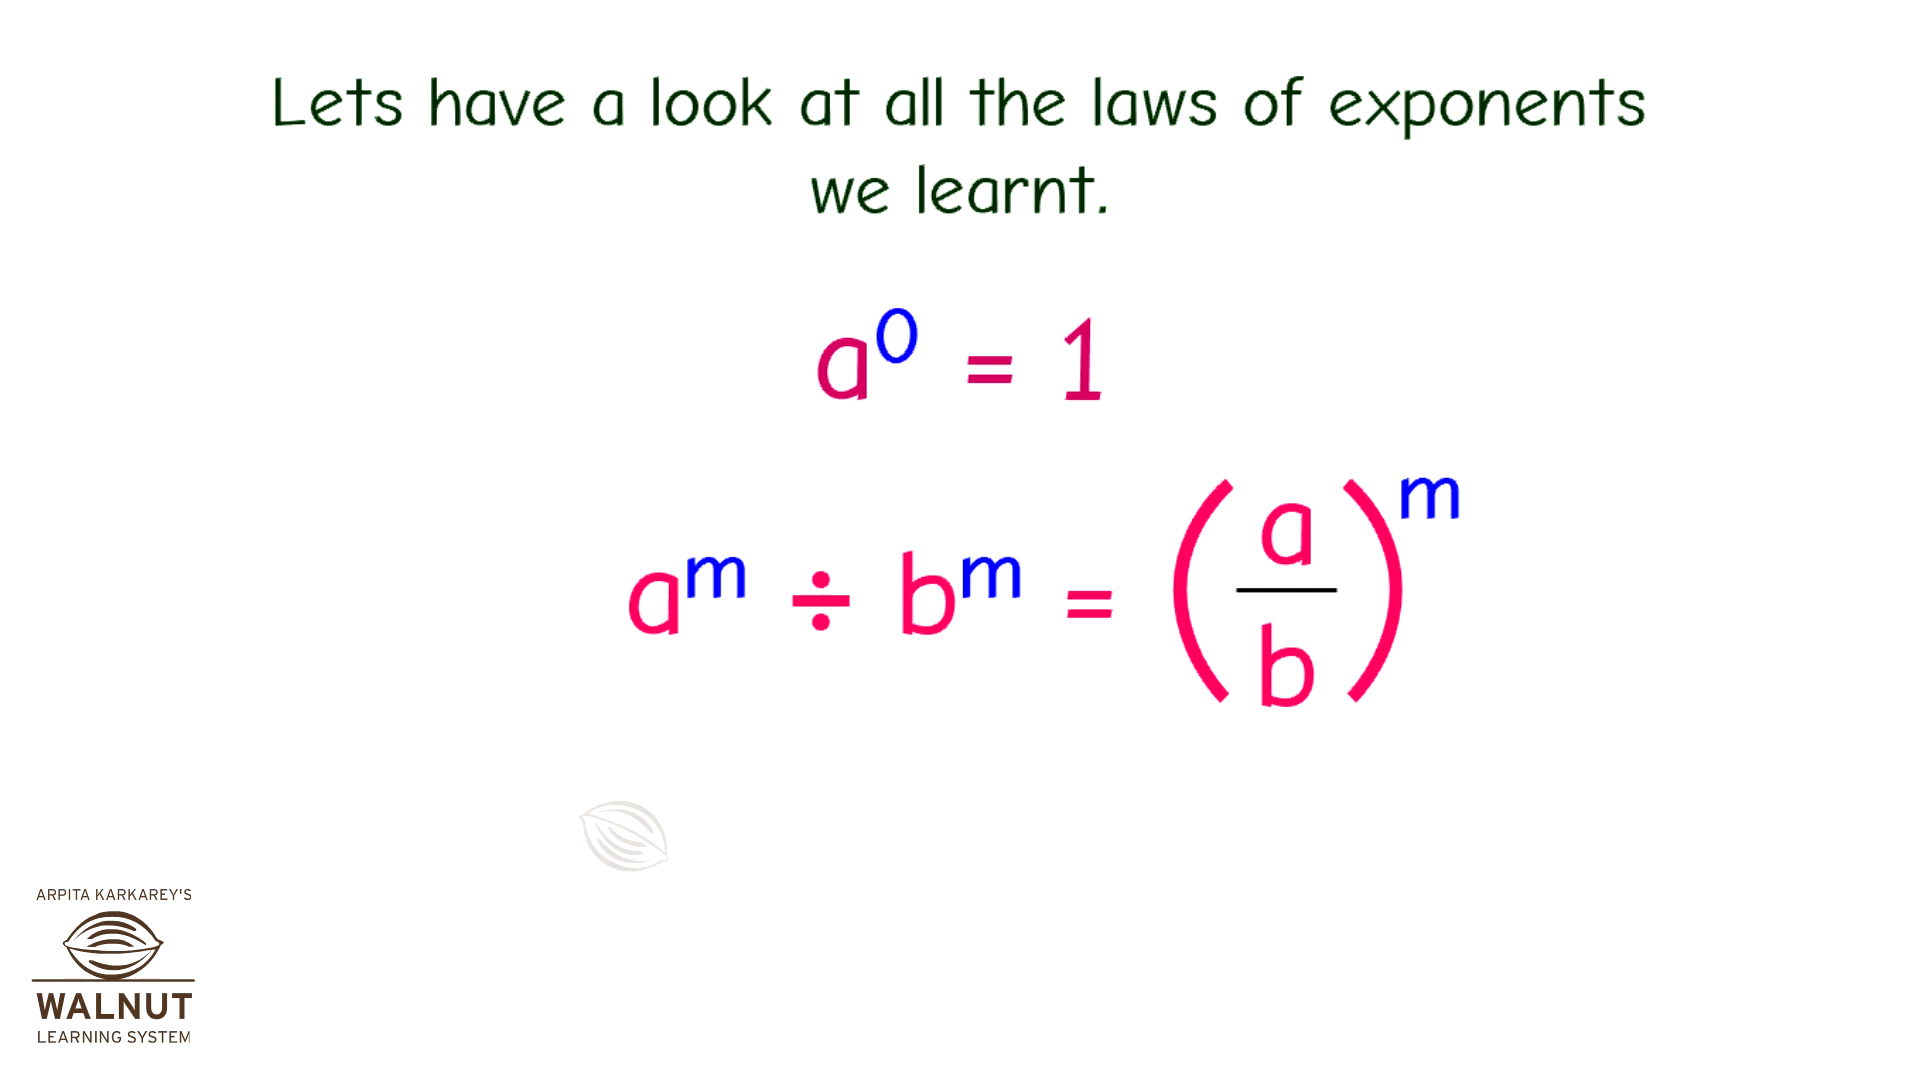 Lets have a look at all the laws of exponents
we learnt.
a⁰ = 1
aᵐ ÷ bᵐ = (a/b)ᵐ
ARPITA KARKAREY'S
WALNUT
LEARNING SYSTEM